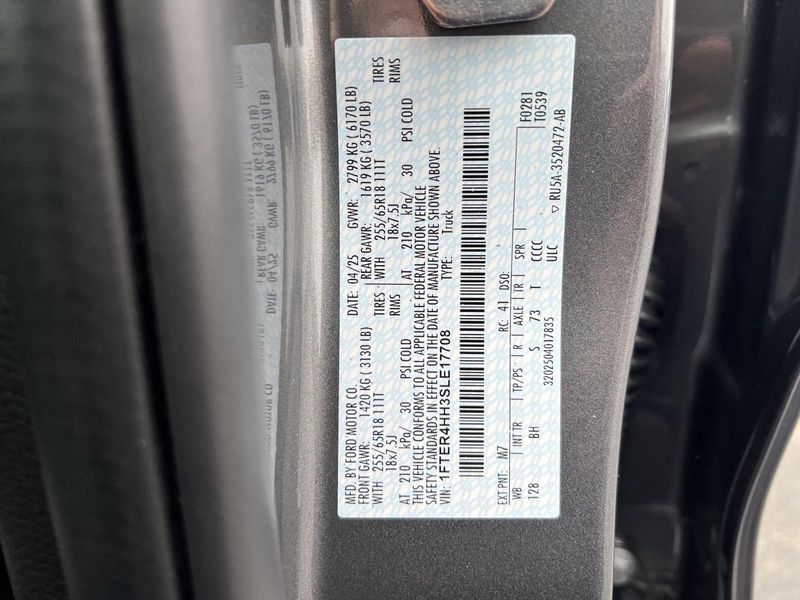 MFD. BY FORD MOTOR CO. DATE: 04/25 GVWR: 2799 KG ( 6170 LB)
FRONT GAWR: 1420 KG ( 3130 LB) REAR GAWR: 1619 KG ( 3570 LB)
WITH 255/65R18 111T TIRES WITH 255/65R18 111T TIRES
18x7.5J RIMS 18x7.5J RIMS
AT 210 kPa/ 30 PSI COLD AT 210 kPa/ 30 PSI COLD
THIS VEHICLE CONFORMS TO ALL APPLICABLE FEDERAL MOTOR VEHICLE
SAFETY STANDARDS IN EFFECT ON THE DATE OF MANUFACTURE SHOWN ABOVE.
VIN: 1FTER4HH3SLE17708 TYPE: Truck
EXT PNT: M7 RC: 41 DSO: F0281
WB INT TR TP/PS R AXLE TR SPR T0539
128 BH S 73 T CCCC
3202504017835 ULC RU5A-3520472-AB